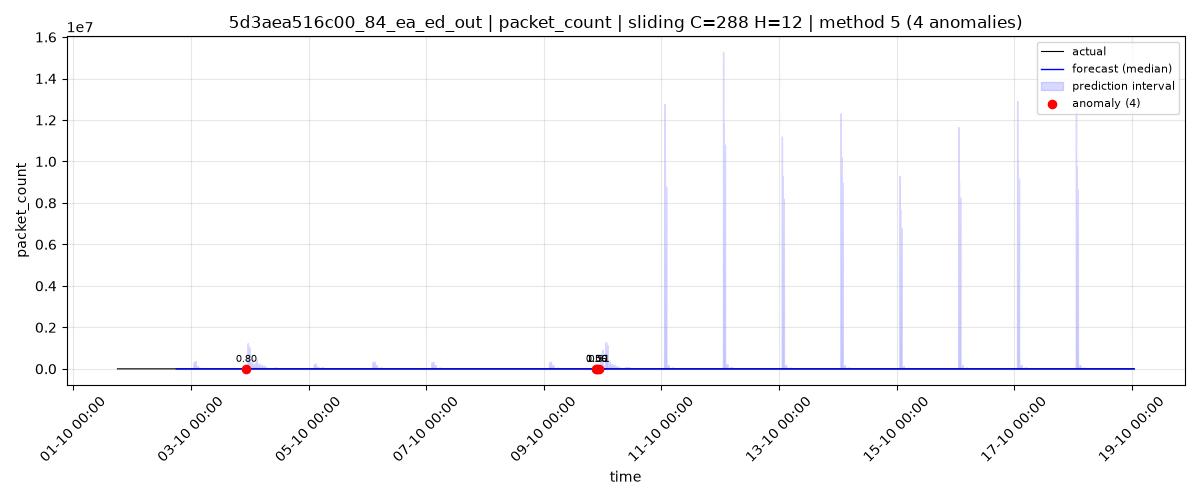 5d3aea516c00_84_ea_ed_out | packet_count | sliding C=288 H=12 | method 5 (4 anomalies)
1e7
1.6
1.4
1.2
1.0
0.8
0.6
0.4
0.2
0.0
packet_count
actual
forecast (median)
prediction interval
anomaly (4)
0.80
01-10 00:00
03-10 00:00
05-10 00:00
07-10 00:00
09-10 00:00
11-10 00:00
13-10 00:00
15-10 00:00
17-10 00:00
19-10 00:00
time